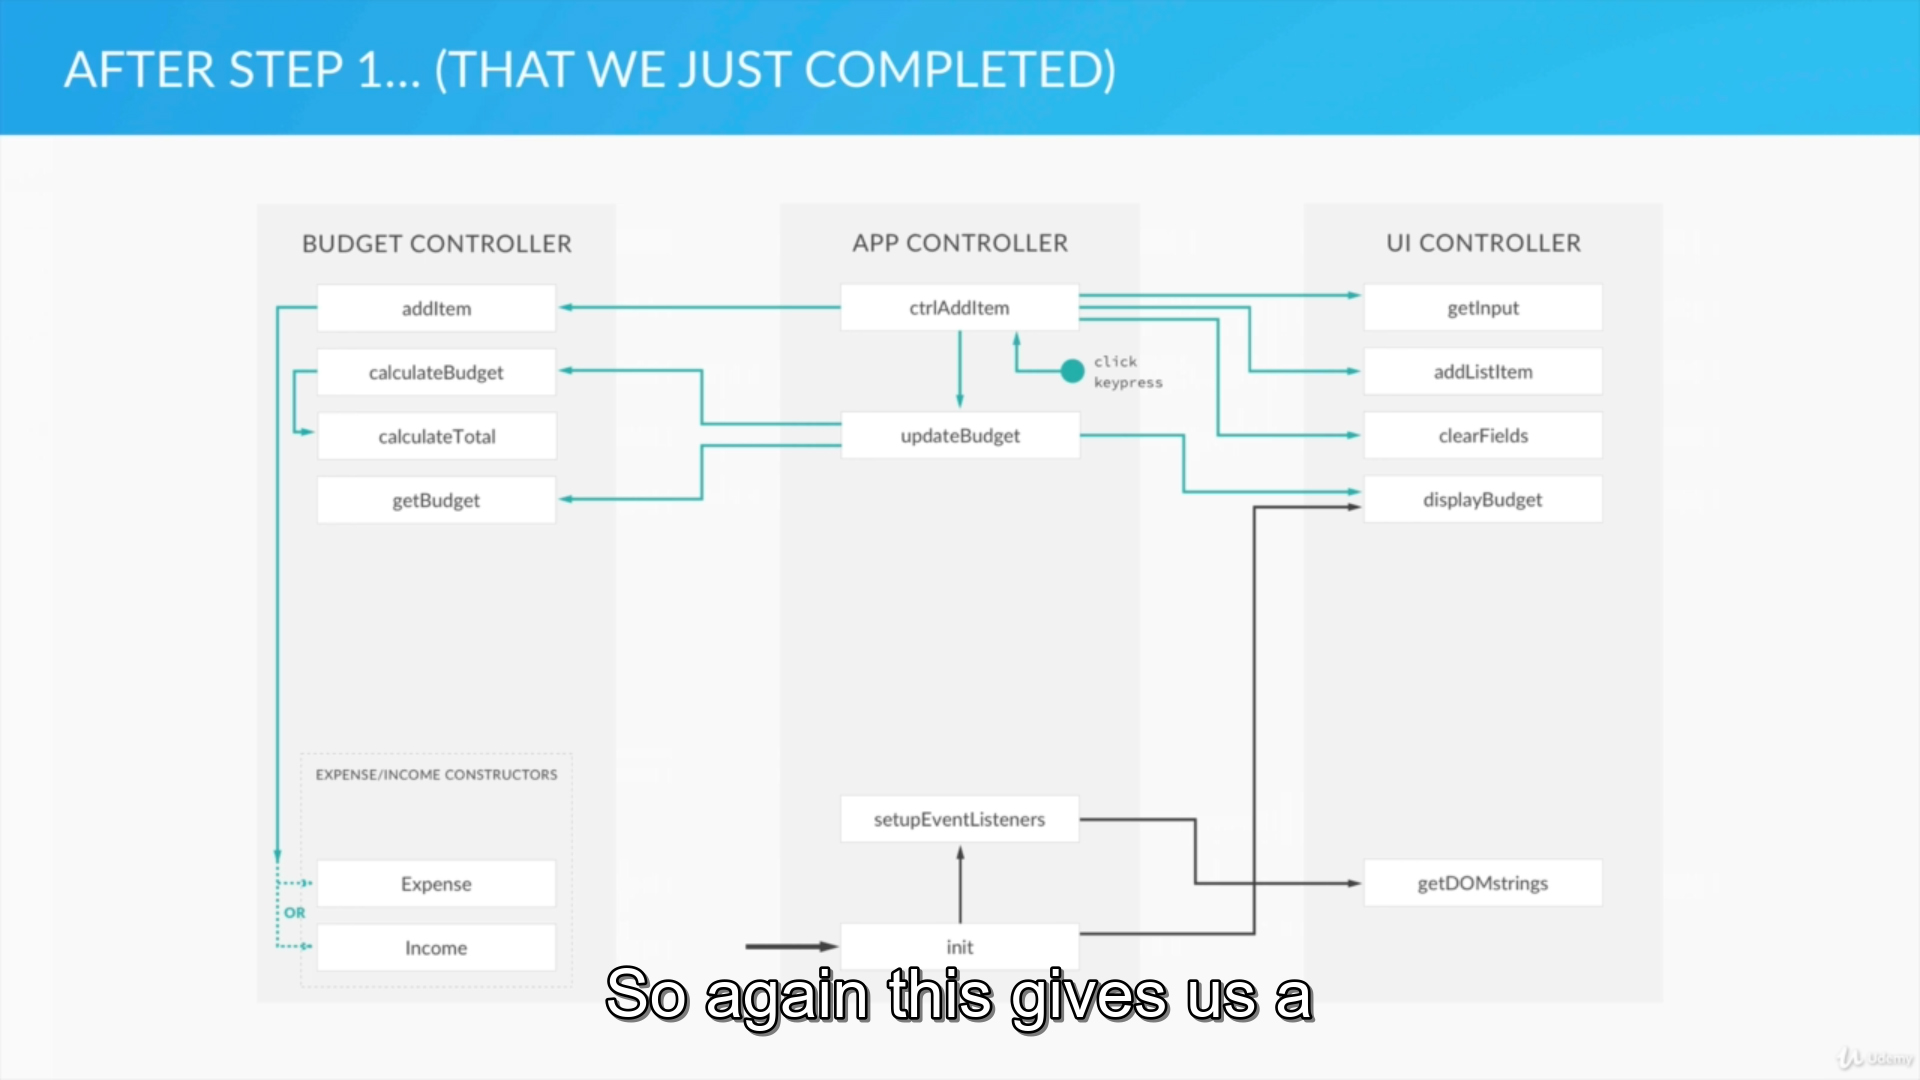 AFTER STEP 1... (THAT WE JUST COMPLETED)
BUDGET CONTROLLER
addItem
calculateBudget
calculateTotal
getBudget
EXPENSE/INCOME CONSTRUCTORS
Expense
OR
Income
APP CONTROLLER
ctrlAddItem
click
keypress
updateBudget
setupEventListeners
init
UI CONTROLLER
getInput
addListItem
clearFields
displayBudget
getDOMstrings
So again this gives us a
Udemy